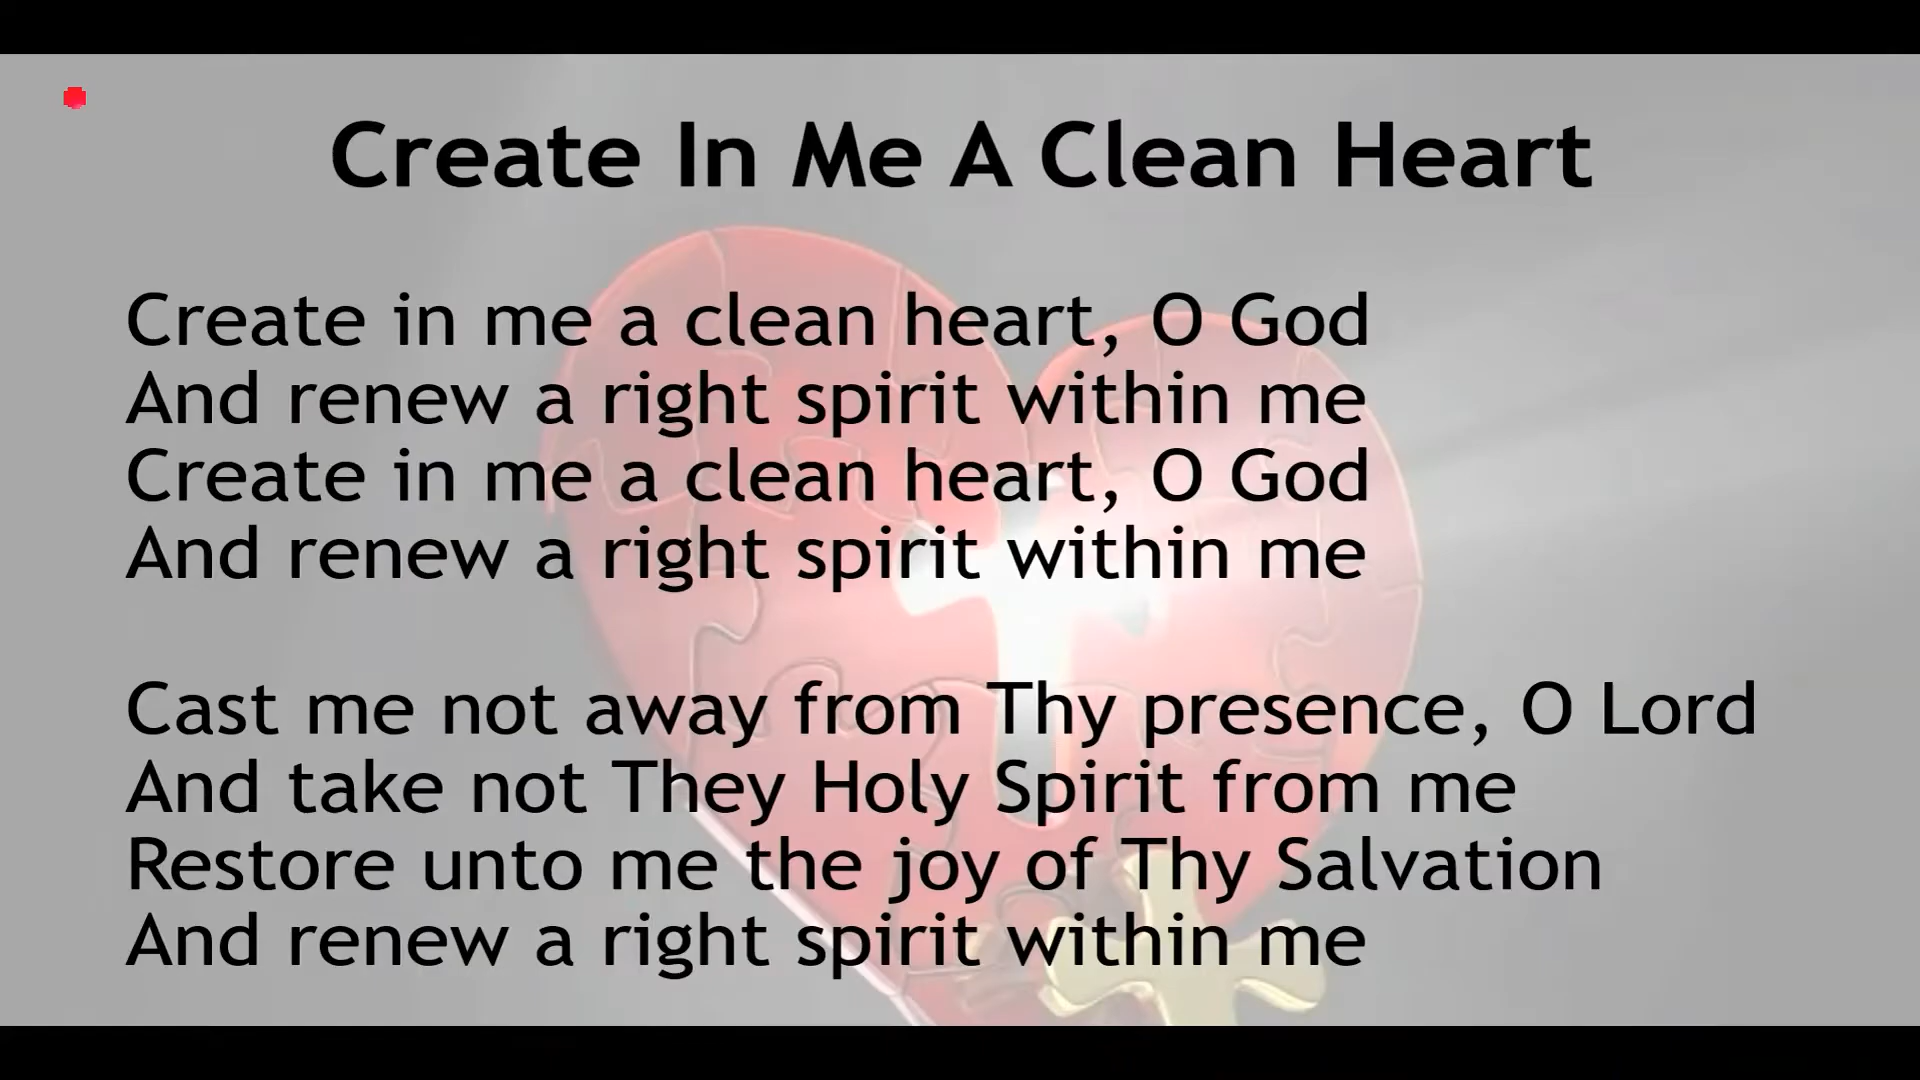 Create In Me A Clean Heart
Create in me a clean heart, O God
And renew a right spirit within me
Create in me a clean heart, O God
And renew a right spirit within me
Cast me not away from Thy presence, O Lord
And take not They Holy Spirit from me
Restore unto me the joy of Thy Salvation
And renew a right spirit within me